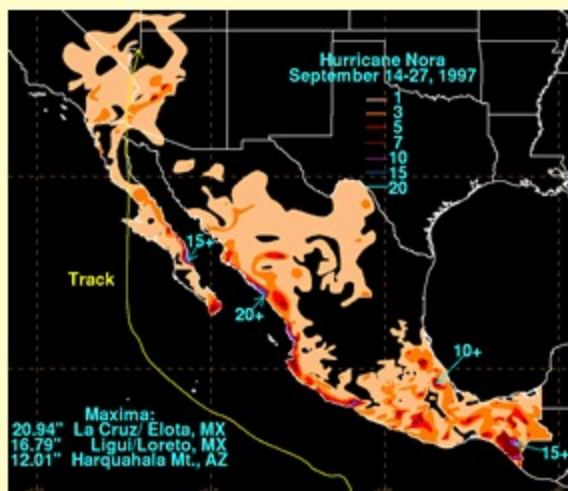 Hurricane Nora
September 14-27, 1997
1
3
5
7
10
15
20
15+
Track
20+
10+
15+
Maxima:
20.94" La Cruz/ Elota, MX
16.79" Ligui/Loreto, MX
12.01" Harquahala Mt., AZ